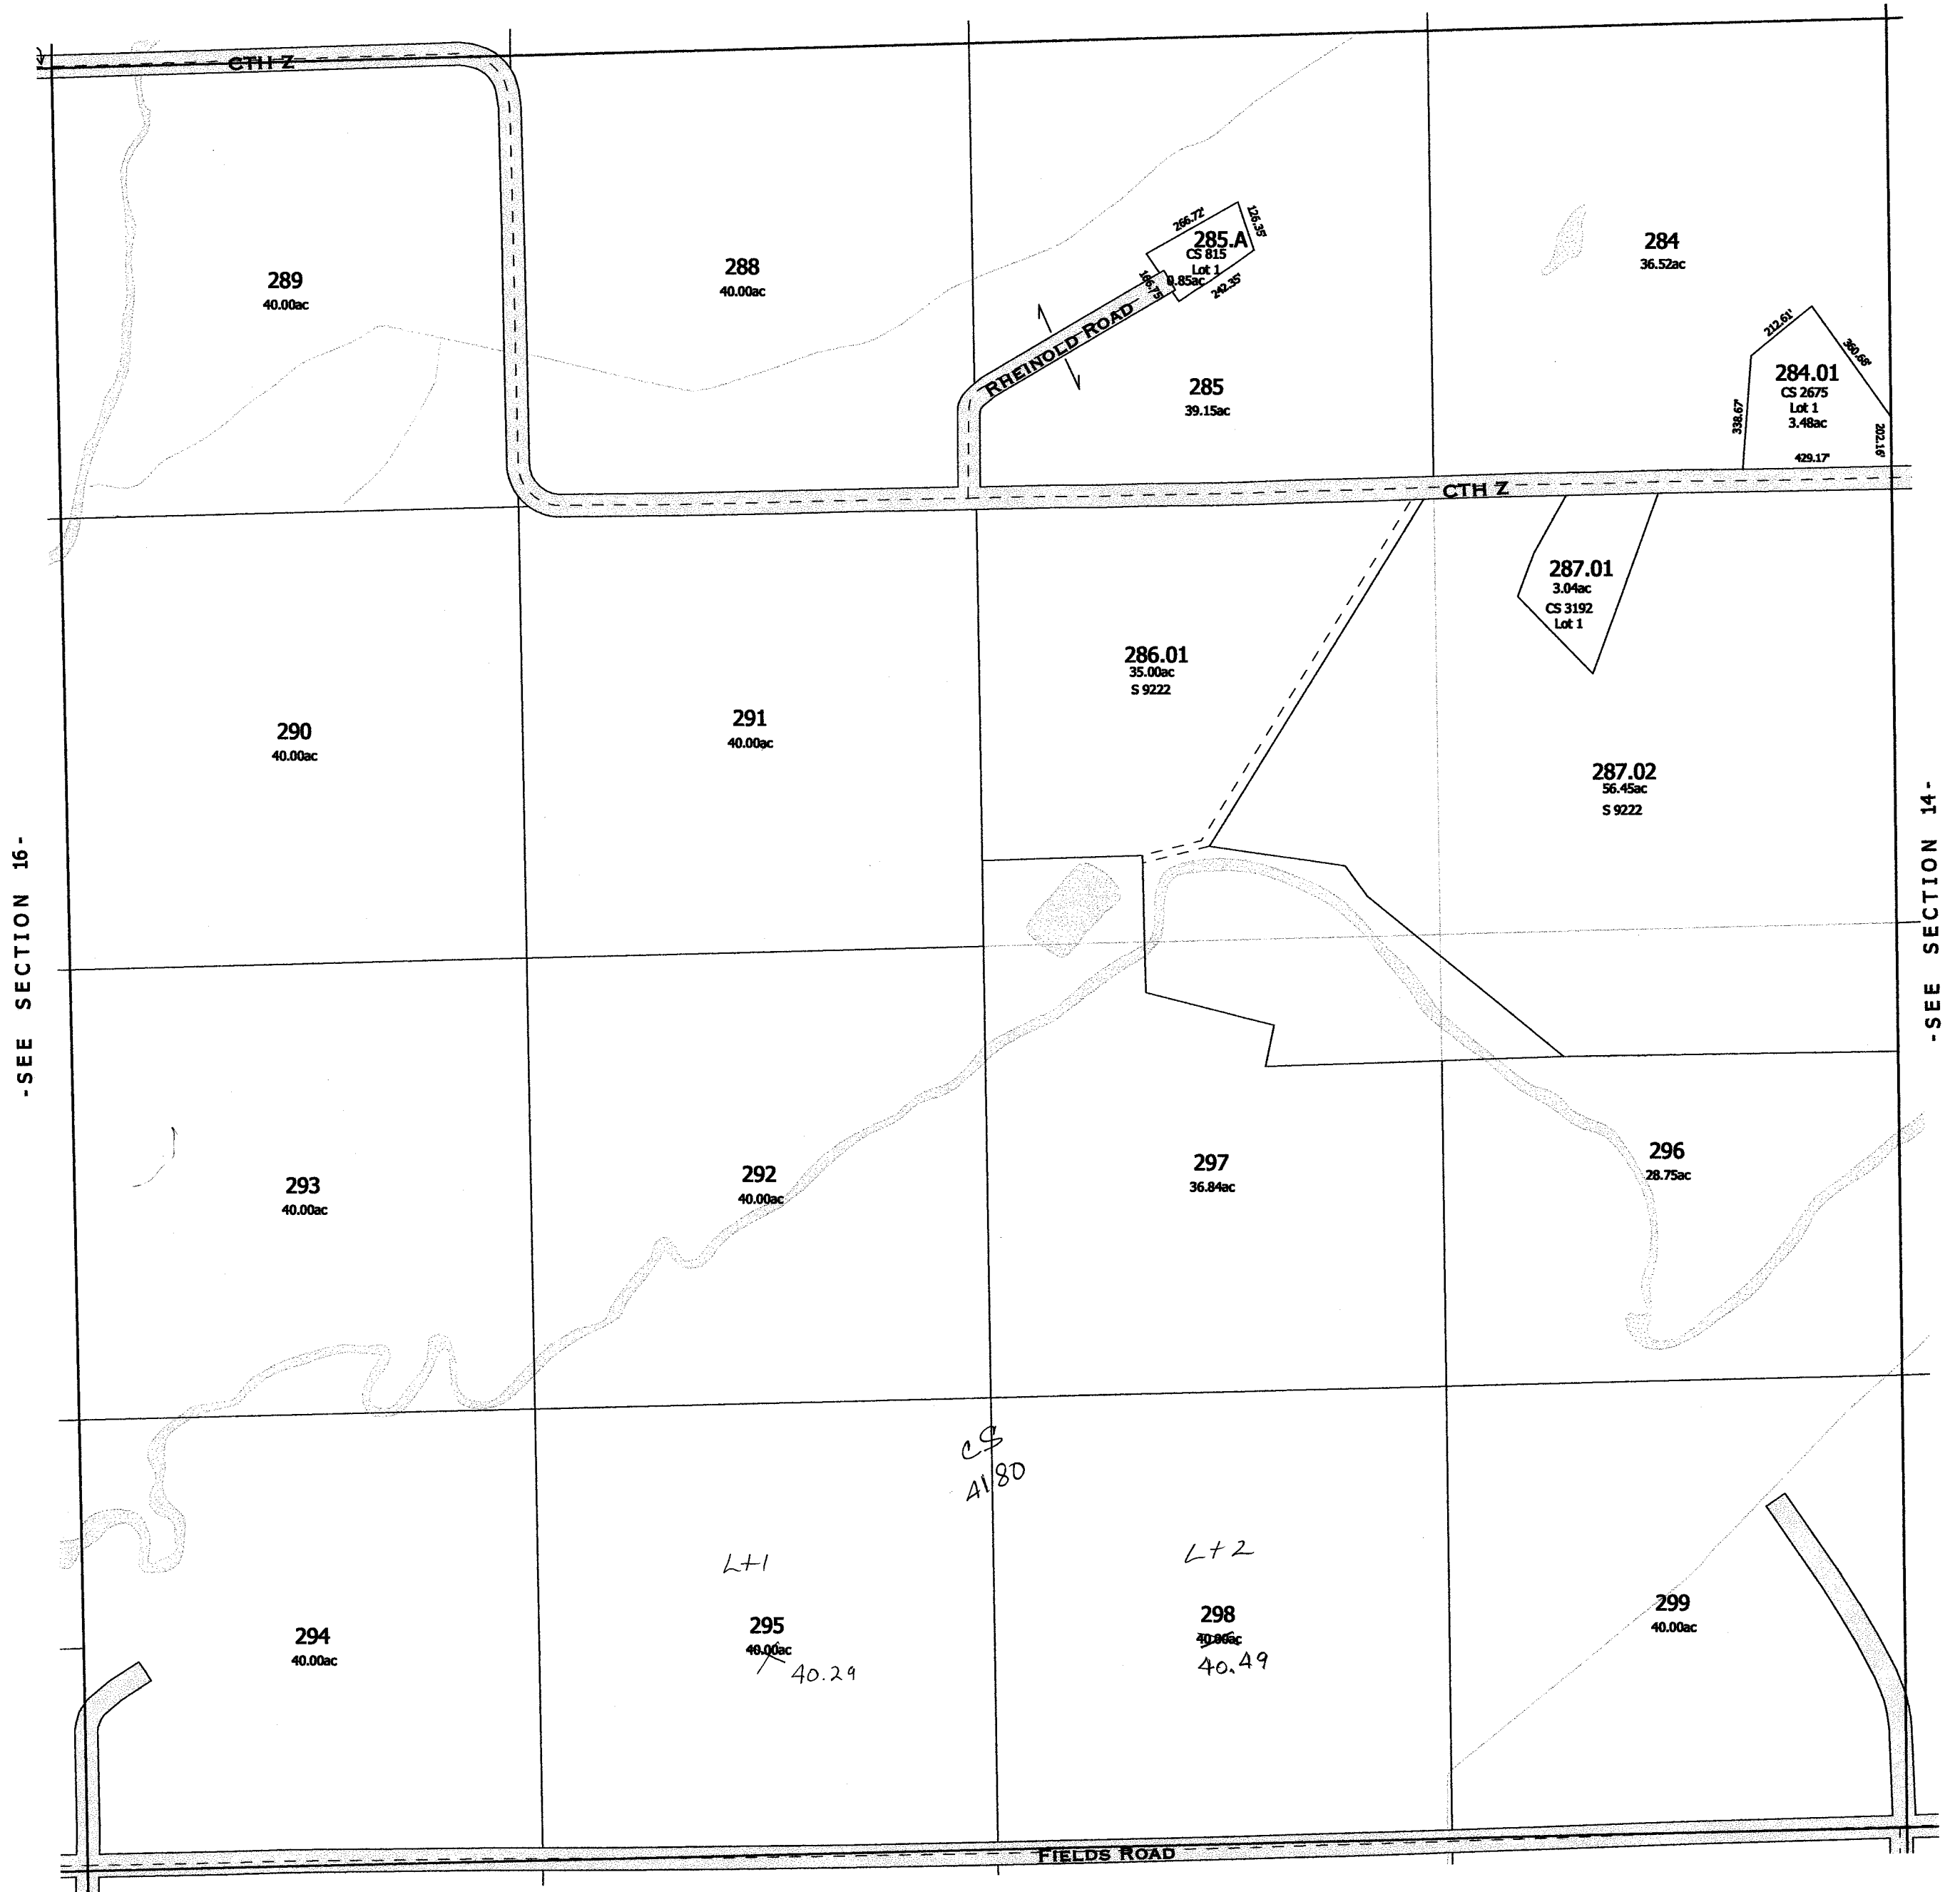 CTH Z
289
40.00ac
288
40.00ac
266.72'
126.35'
285.A
CS 815
Lot 1
0.85ac
166.75'
242.35'
RHEINOLD ROAD
285
39.15ac
284
36.52ac
212.61'
360.68'
284.01
CS 2675
Lot 1
3.48ac
338.67'
202.16'
429.17'
CTH Z
287.01
3.04ac
CS 3192
Lot 1
286.01
35.00ac
S 9222
290
40.00ac
291
40.00ac
287.02
56.45ac
S 9222
-SEE SECTION 16-
-SEE SECTION 14-
293
40.00ac
292
40.00ac
297
36.84ac
296
28.75ac
CS
4180
Lt 1
Lt 2
294
40.00ac
295
40.00ac
40.29
298
40.00ac
40.49
299
40.00ac
FIELDS ROAD